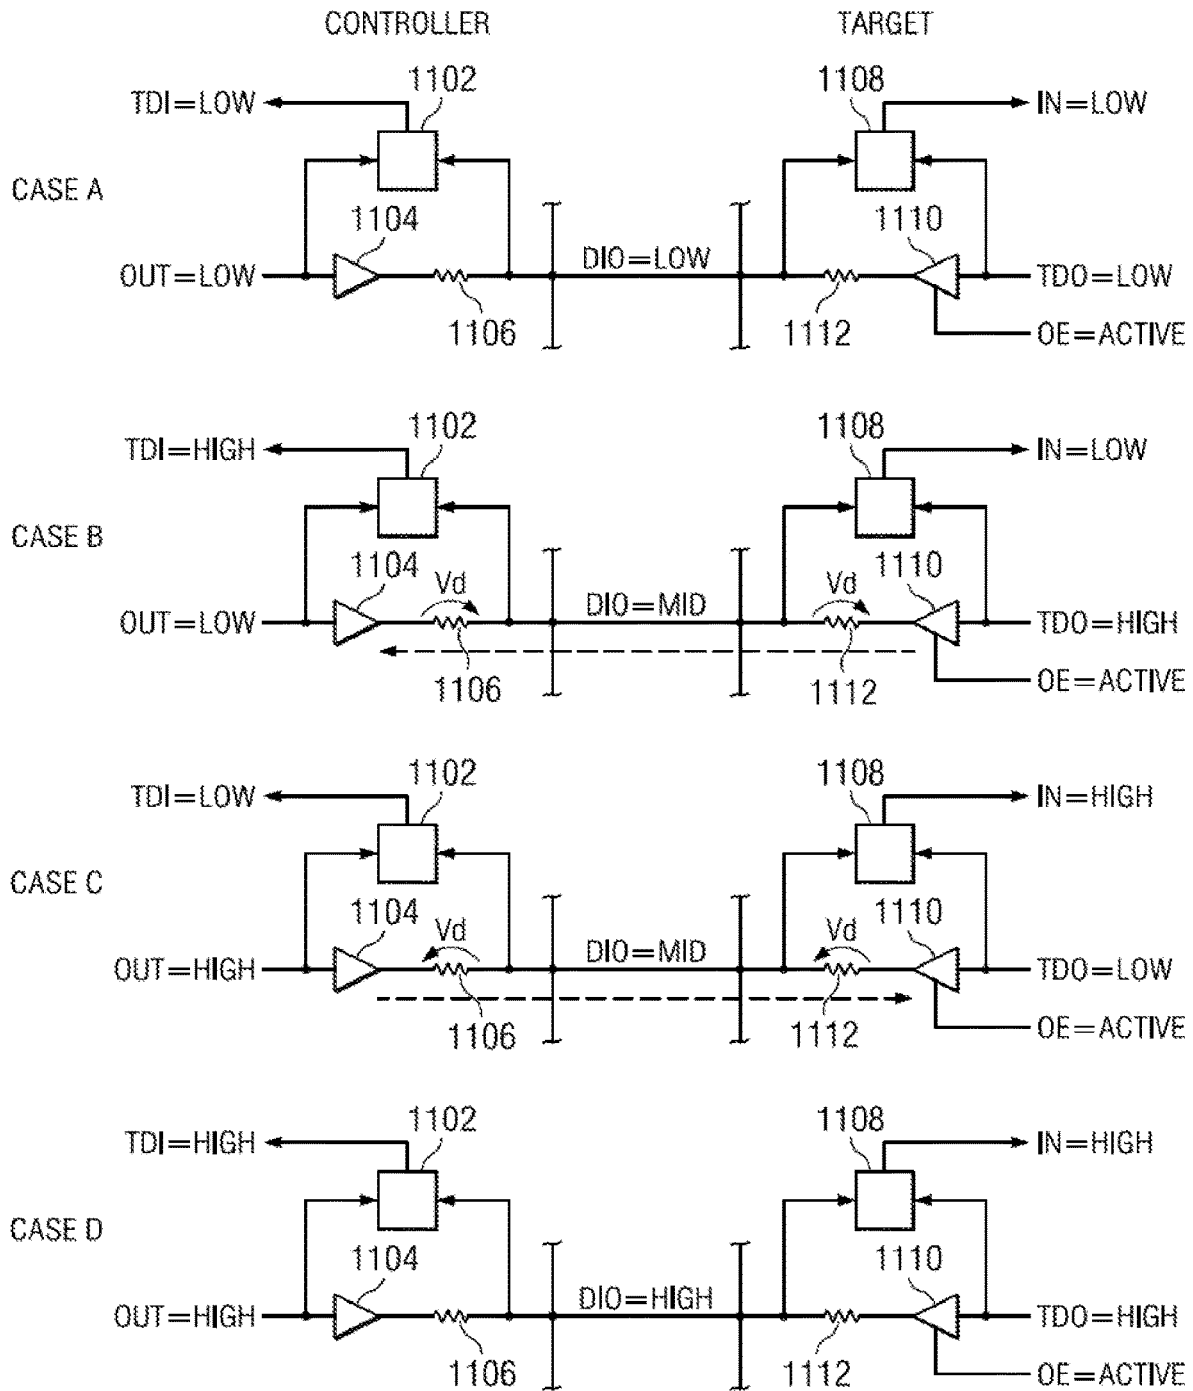 CONTROLLER TARGET
1102 1108
TDI=LOW IN=LOW
CASE A
1104 1110
DIO=LOW
OUT=LOW TDO=LOW
1106 1112
OE=ACTIVE
1102 1108
TDI=HIGH IN=LOW
CASE B
1104 1110
Vd Vd
DIO=MID
OUT=LOW TDO=HIGH
1106 1112
OE=ACTIVE
1102 1108
TDI=LOW IN=HIGH
CASE C
1104 1110
Vd Vd
DIO=MID
OUT=HIGH TDO=LOW
1106 1112
OE=ACTIVE
1102 1108
TDI=HIGH IN=HIGH
CASE D
1104 1110
DIO=HIGH
OUT=HIGH TDO=HIGH
1106 1112
OE=ACTIVE